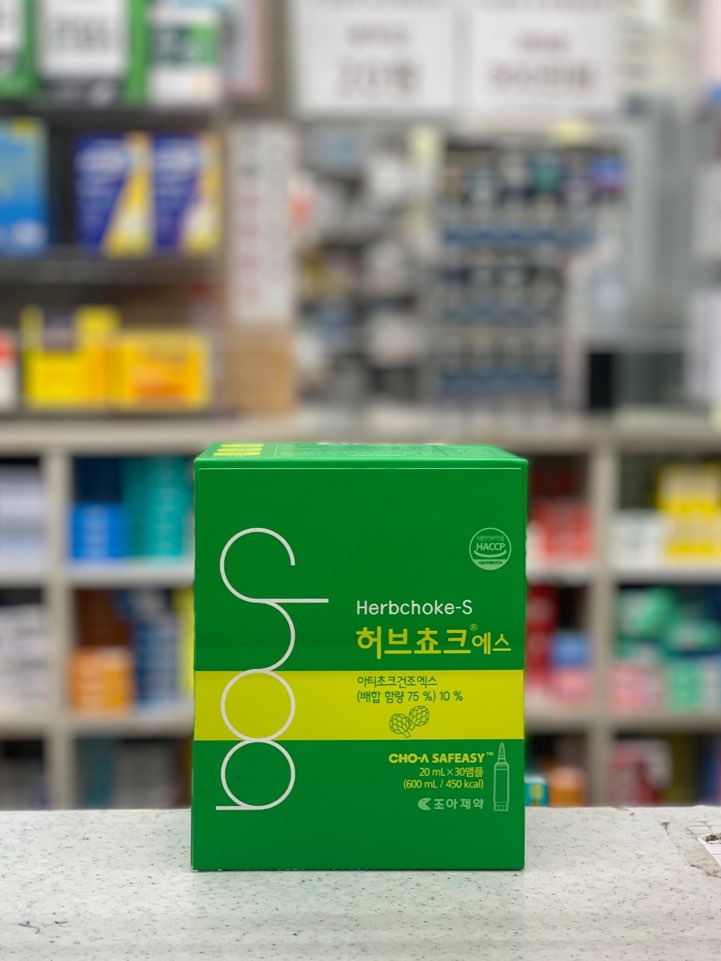 HACCP
Herbchoke-S
허브쵸크®에스
아티초크건조엑스
(배합 함량 75 %) 10 %
CHO-A SAFEASY™
20 mL×30앰플
(600 mL / 450 kcal)
조아제약